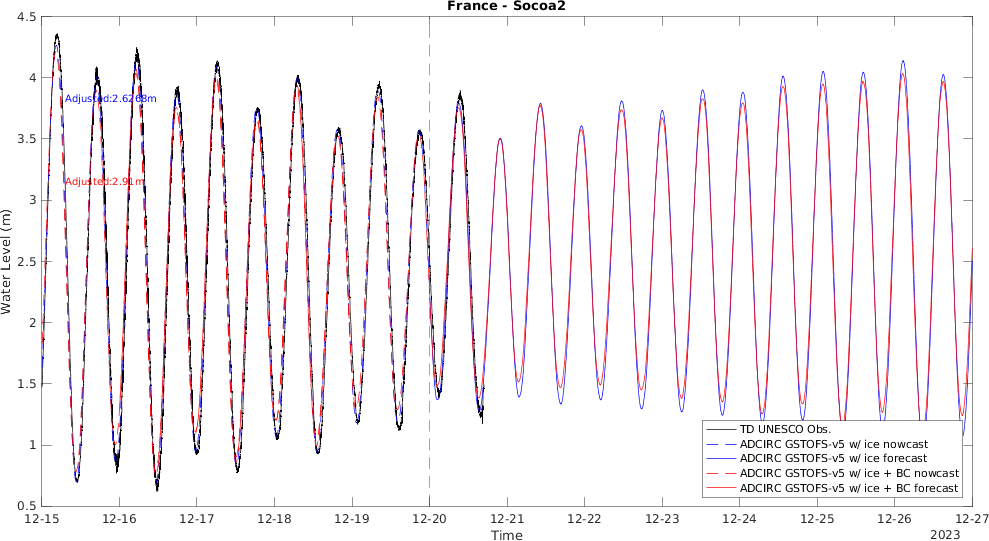 France - Socoa2
4.5
4
3.5
3
2.5
2
1.5
1
0.5
Water Level (m)
Adjusted:2.6268m
Adjusted:2.91m
TD UNESCO Obs.
ADCIRC GSTOFS-v5 w/ ice nowcast
ADCIRC GSTOFS-v5 w/ ice forecast
ADCIRC GSTOFS-v5 w/ ice + BC nowcast
ADCIRC GSTOFS-v5 w/ ice + BC forecast
12-15 12-16 12-17 12-18 12-19 12-20 12-21 12-22 12-23 12-24 12-25 12-26 12-27
Time
2023